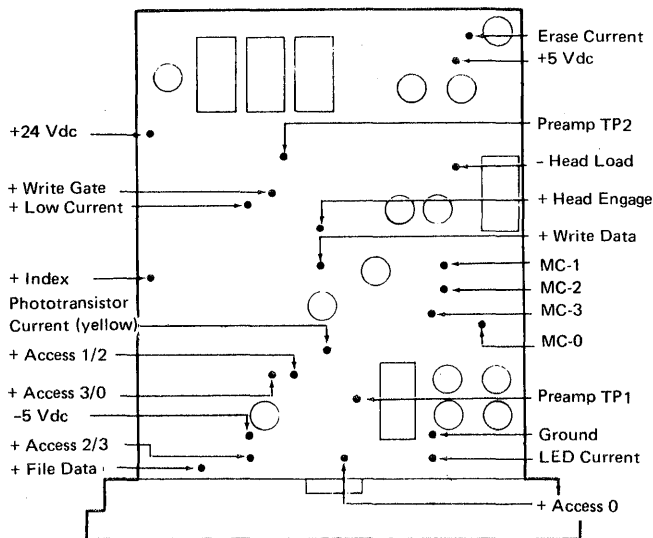 Erase Current
+5 Vdc
+24 Vdc
Preamp TP2
- Head Load
+ Write Gate
+ Low Current
+ Head Engage
+ Write Data
+ Index
MC-1
MC-2
MC-3
MC-0
Phototransistor
Current (yellow)
+ Access 1/2
+ Access 3/0
-5 Vdc
+ Access 2/3
+ File Data
Preamp TP1
Ground
LED Current
+ Access 0